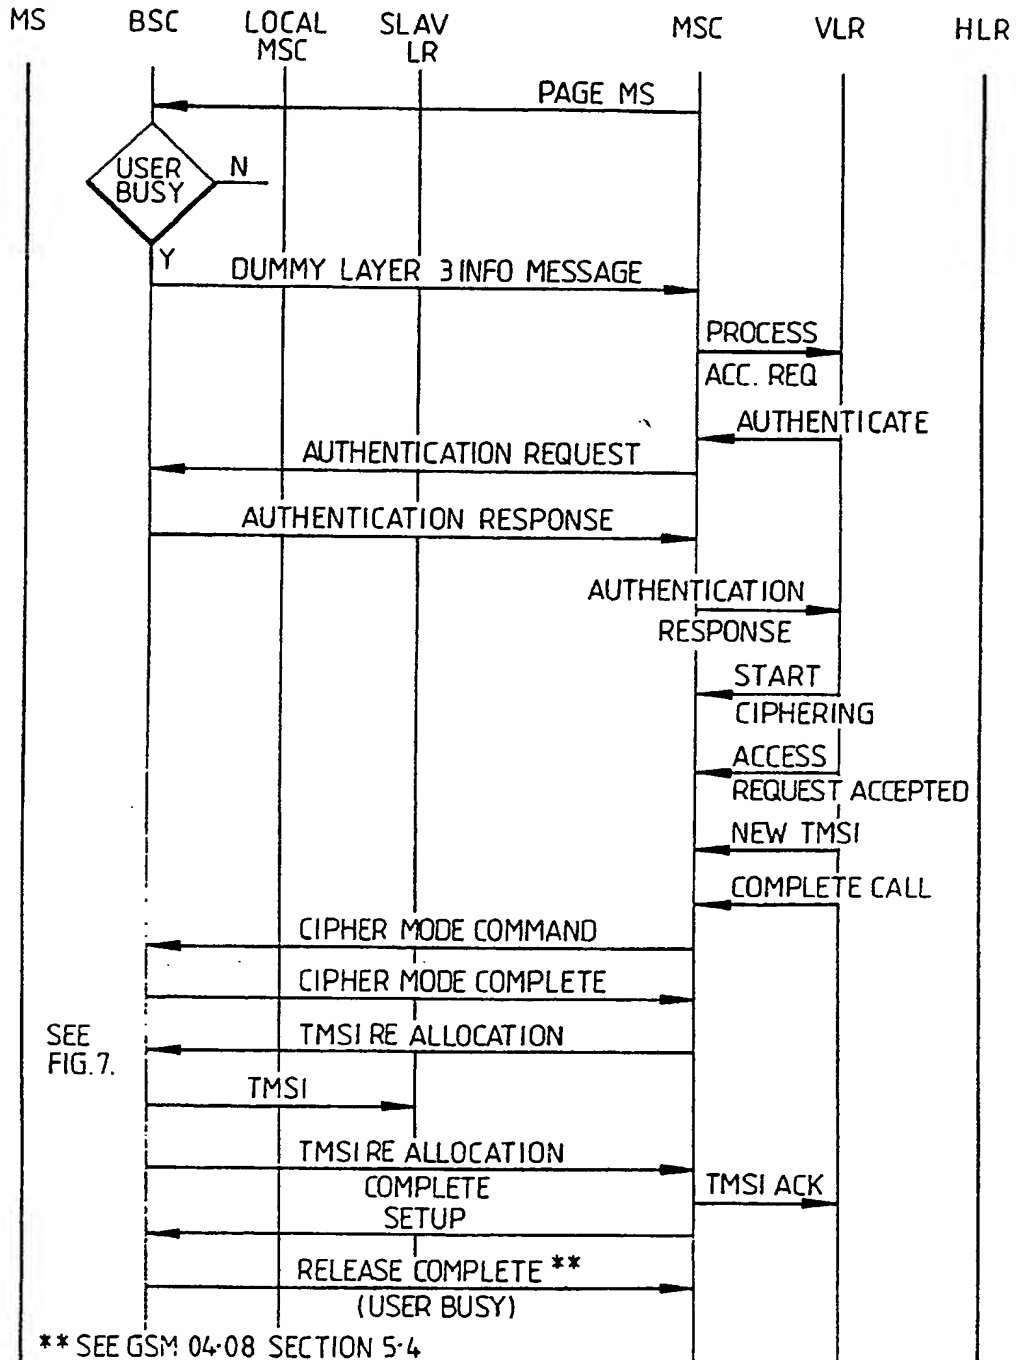 MS BSC LOCAL MSC SLAV LR MSC VLR HLR
PAGE MS
USER BUSY
N
Y
DUMMY LAYER 3 INFO MESSAGE
PROCESS
ACC. REQ
AUTHENTICATE
AUTHENTICATION REQUEST
AUTHENTICATION RESPONSE
AUTHENTICATION
RESPONSE
START
CIPHERING
ACCESS
REQUEST ACCEPTED
NEW TMSI
COMPLETE CALL
CIPHER MODE COMMAND
CIPHER MODE COMPLETE
SEE
FIG. 7.
TMSI RE ALLOCATION
TMSI
TMSI RE ALLOCATION
COMPLETE
TMSI ACK
SETUP
RELEASE COMPLETE **
(USER BUSY)
** SEE GSM 04·08 SECTION 5·4